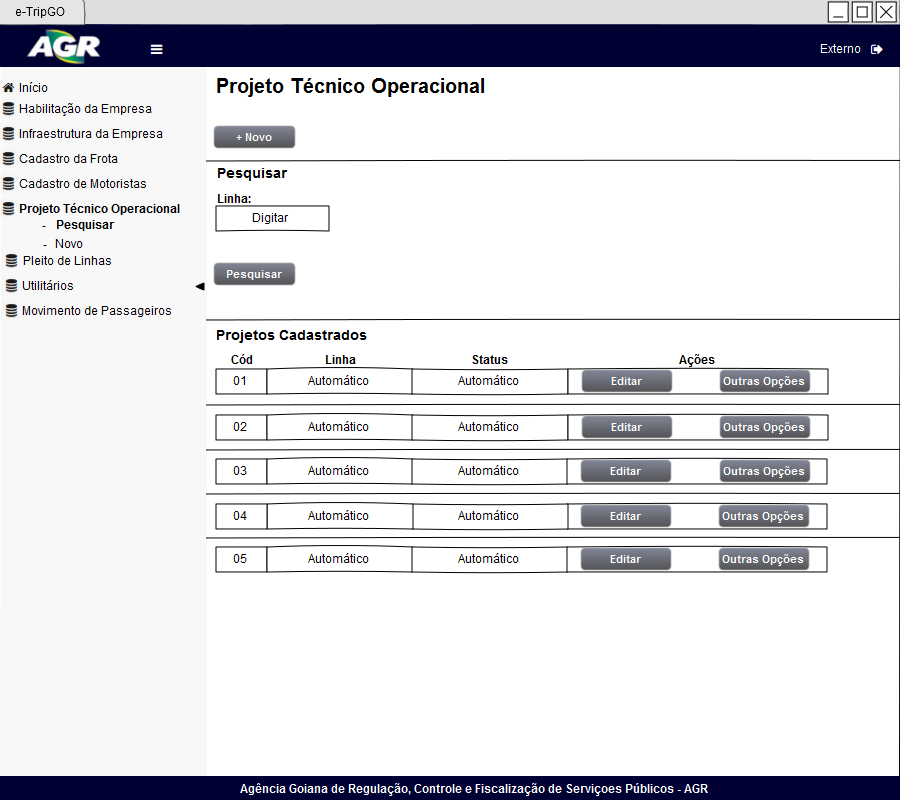 e-TripGO
AGR
Externo
Início
Habilitação da Empresa
Infraestrutura da Empresa
Cadastro da Frota
Cadastro de Motoristas
Projeto Técnico Operacional
- Pesquisar
- Novo
Pleito de Linhas
Utilitários
Movimento de Passageiros
Projeto Técnico Operacional
+ Novo
Pesquisar
Linha:
Digitar
Pesquisar
Projetos Cadastrados
Cód Linha Status Ações
01 Automático Automático Editar Outras Opções
02 Automático Automático Editar Outras Opções
03 Automático Automático Editar Outras Opções
04 Automático Automático Editar Outras Opções
05 Automático Automático Editar Outras Opções
Agência Goiana de Regulação, Controle e Fiscalização de Serviçoes Públicos - AGR